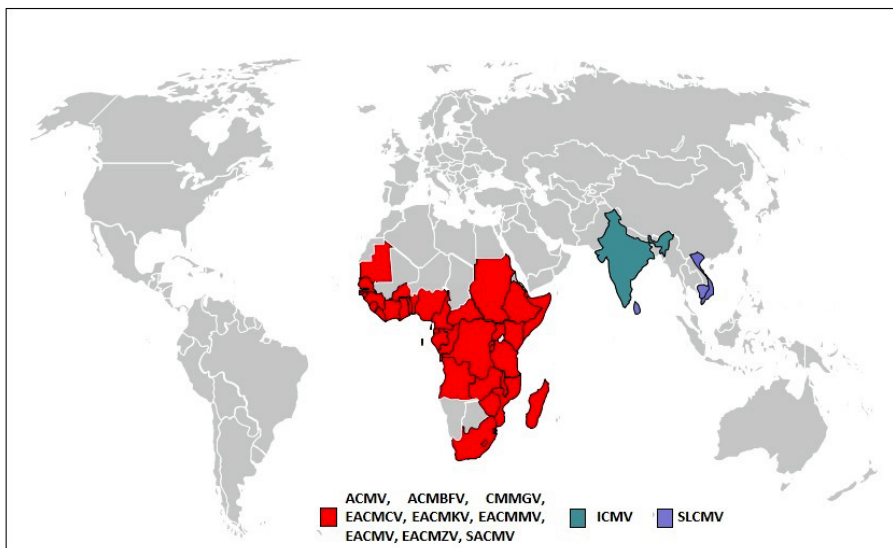 ACMV, ACMBFV, CMMGV,
EACMCV, EACMKV, EACMMV,
EACMV, EACMZV, SACMV
ICMV
SLCMV